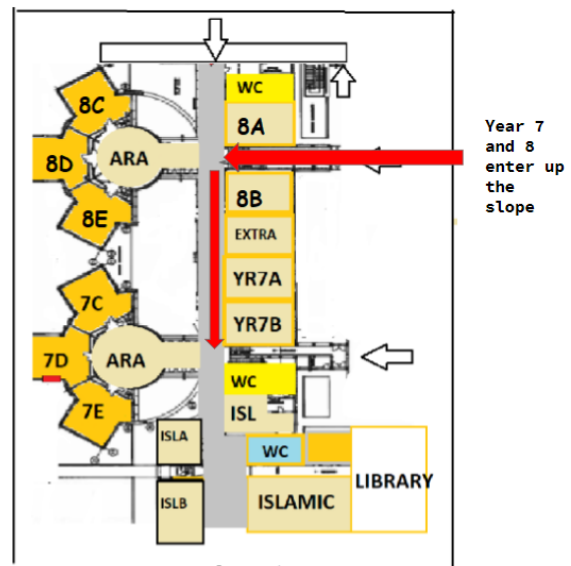 WC
8C
8A
Year 7
and 8
enter up
the
slope
8D
ARA
8B
8E
EXTRA
YR7A
7C
YR7B
7D
ARA
WC
7E
ISL
ISLA
WC
LIBRARY
ISLB
ISLAMIC